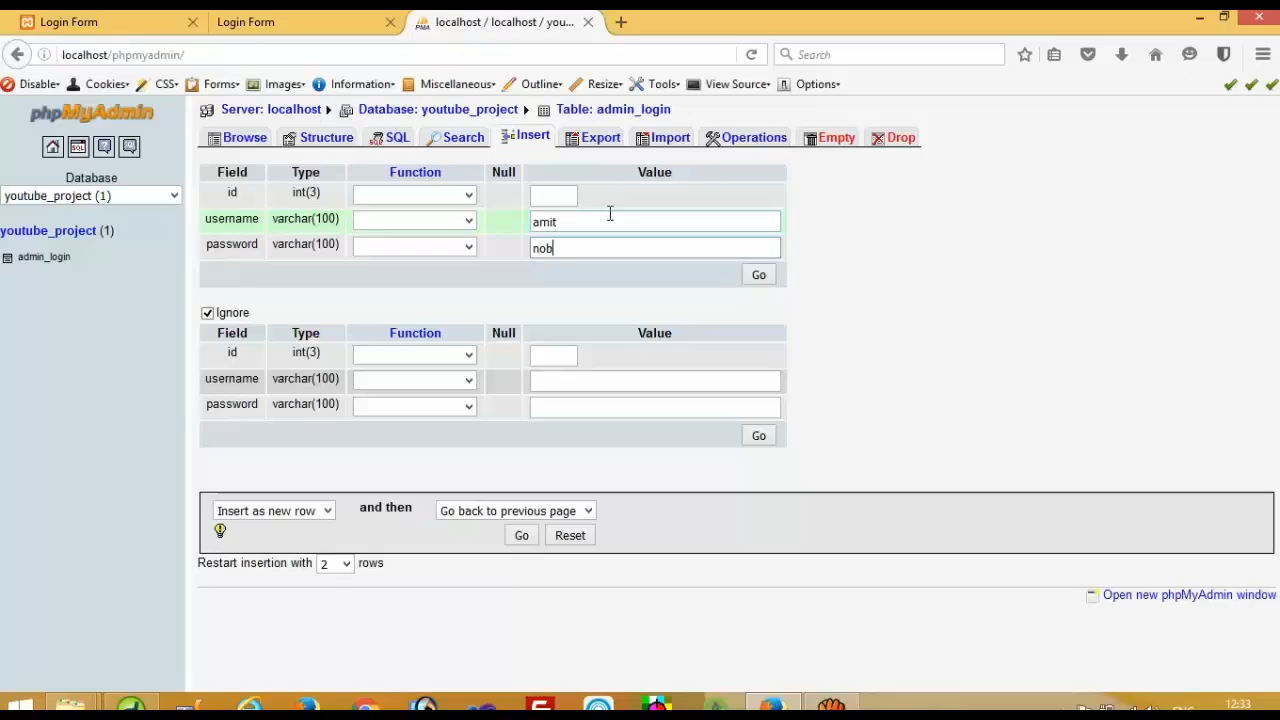 Login Form
Login Form
localhost / localhost / you...
localhost/phpmyadmin/
Search
Disable
Cookies
CSS
Forms
Images
Information
Miscellaneous
Outline
Resize
Tools
View Source
Options
phpMyAdmin
Server: localhost
Database: youtube_project
Table: admin_login
Browse
Structure
SQL
Search
Insert
Export
Import
Operations
Empty
Drop
Database
youtube_project (1)
youtube_project (1)
admin_login
Field Type Function Null Value
id int(3)
username varchar(100) amit
password varchar(100) nob
Go
Ignore
Field Type Function Null Value
id int(3)
username varchar(100)
password varchar(100)
Go
Insert as new row and then Go back to previous page
Go Reset
Restart insertion with 2 rows
Open new phpMyAdmin window
12:33